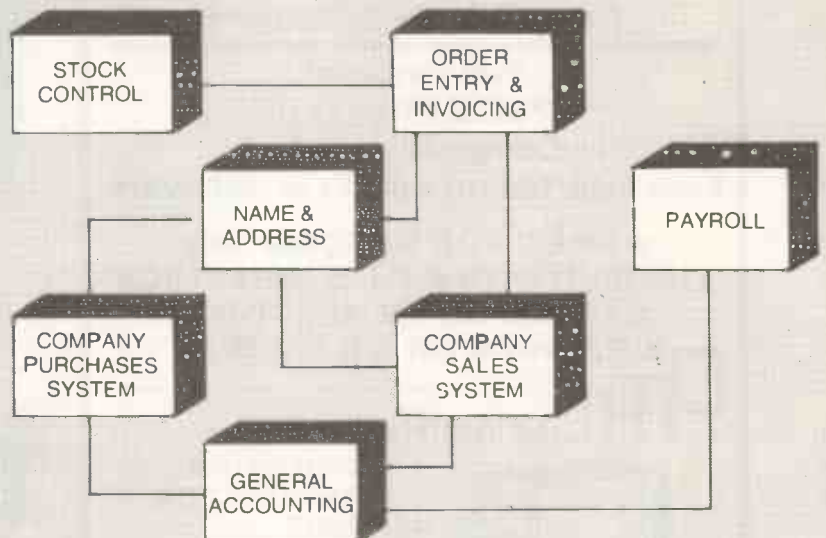 STOCK
CONTROL
ORDER
ENTRY &
INVOICING
NAME &
ADDRESS
PAYROLL
COMPANY
PURCHASES
SYSTEM
COMPANY
SALES
SYSTEM
GENERAL
ACCOUNTING